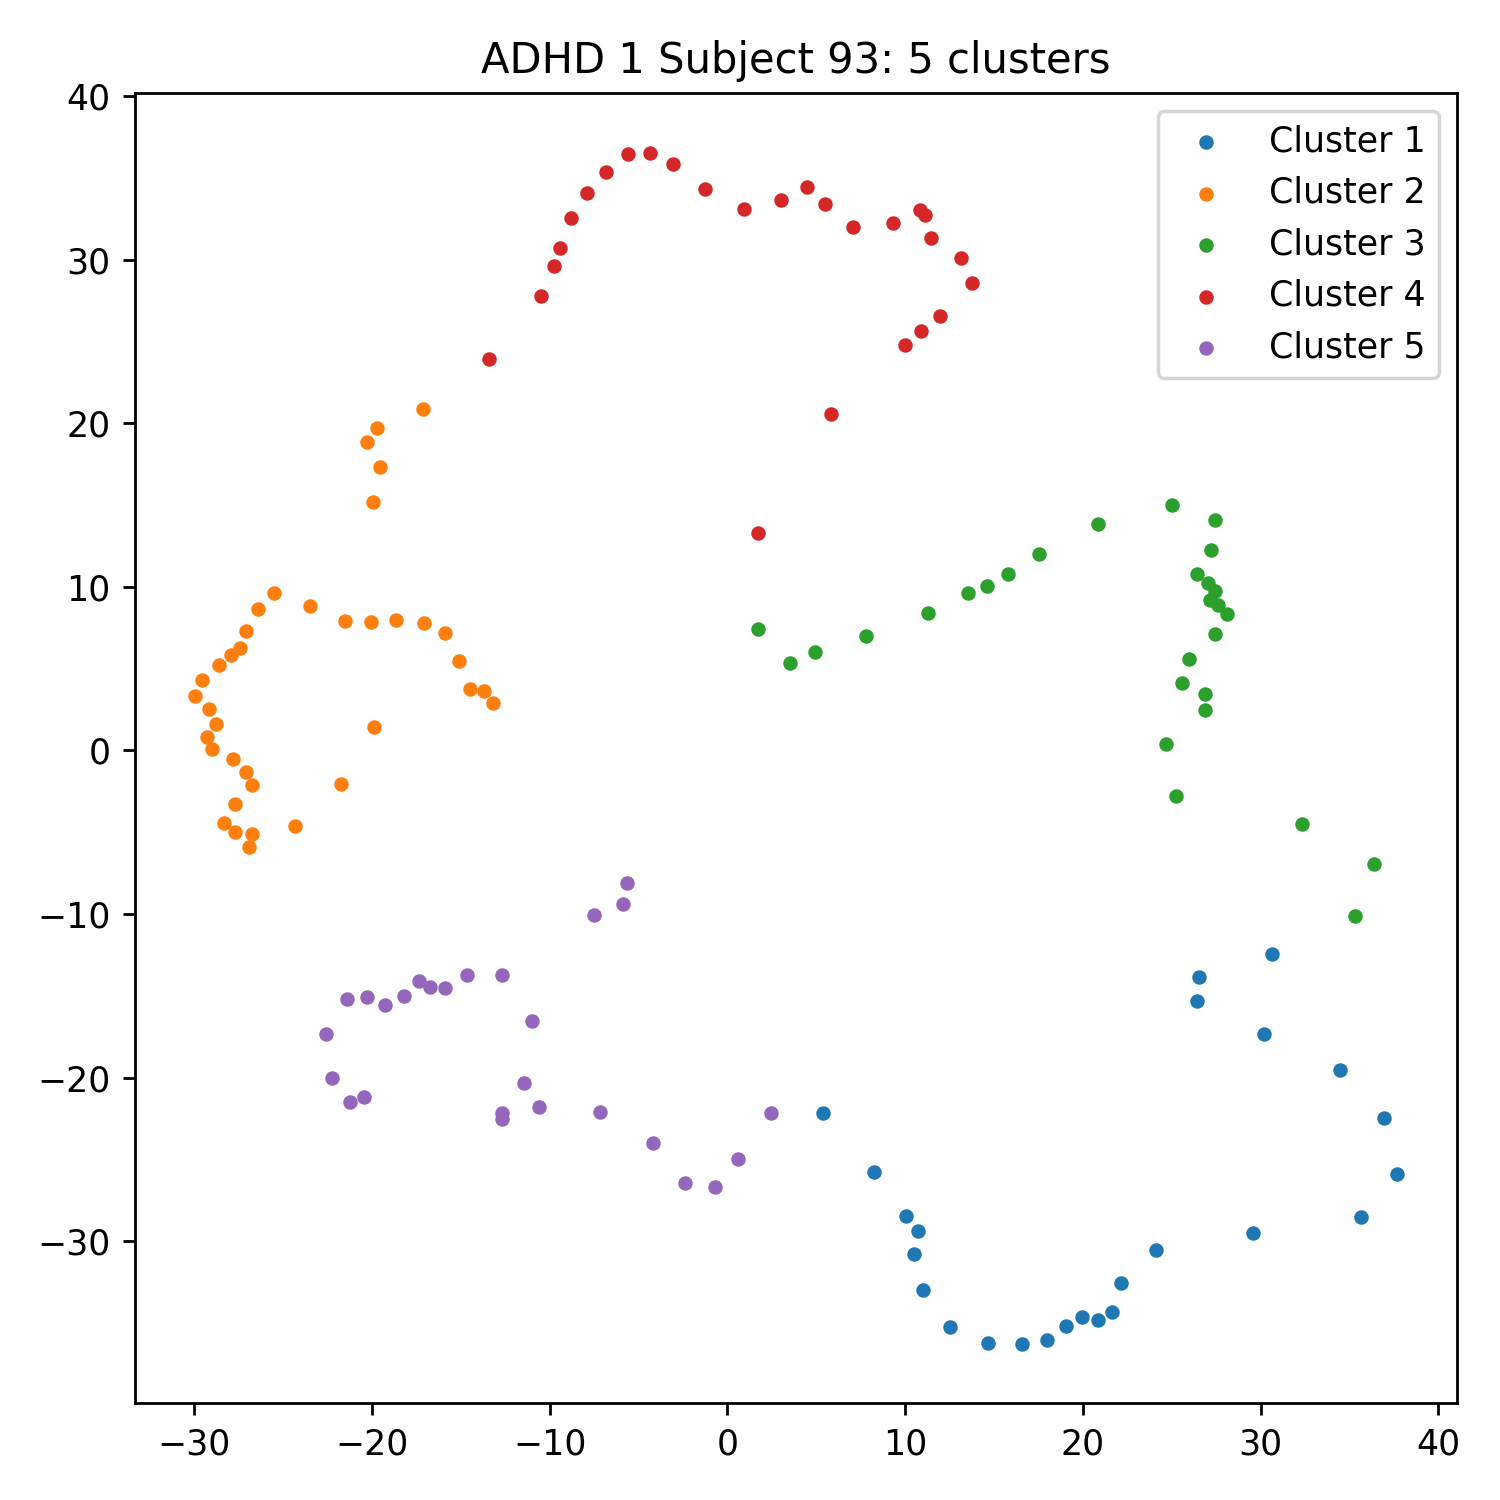 ADHD 1 Subject 93: 5 clusters
40
30
20
10
0
−10
−20
−30
Cluster 1
Cluster 2
Cluster 3
Cluster 4
Cluster 5
−30 −20 −10 0 10 20 30 40